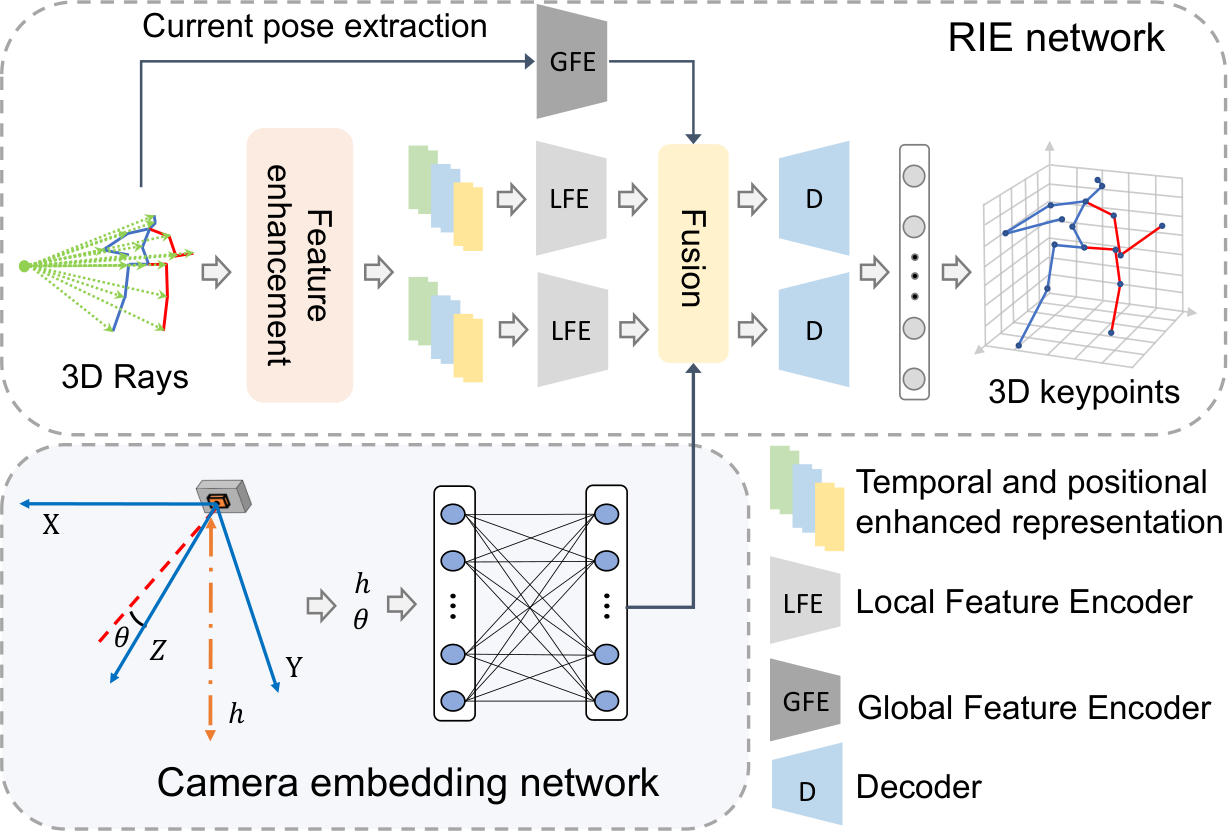 Current pose extraction
RIE network
GFE
Feature
enhancement
LFE
Fusion
D
LFE
D
3D Rays
3D keypoints
X
θ
Z
Y
h
h
θ
Camera embedding network
Temporal and positional
enhanced representation
LFE
Local Feature Encoder
GFE
Global Feature Encoder
D
Decoder